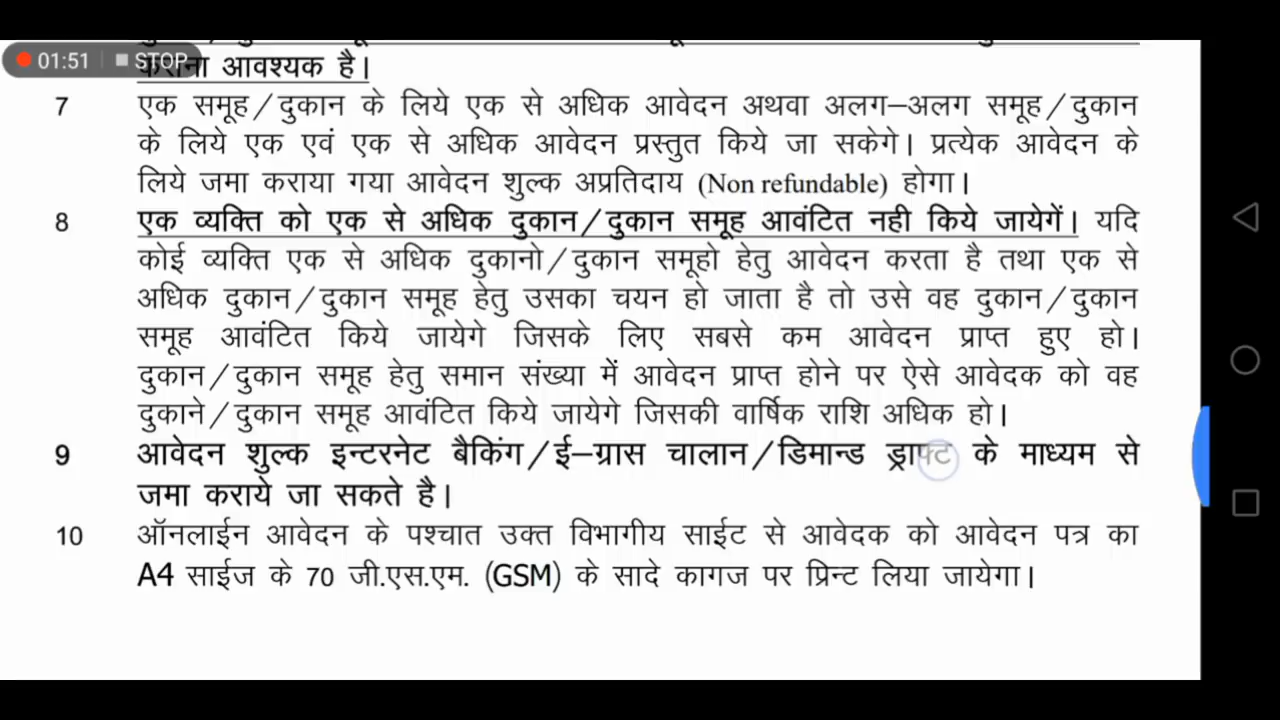 01:51 STOP
आवश्यक है।
7 एक समूह/दुकान के लिये एक से अधिक आवेदन अथवा अलग–अलग समूह/दुकान
के लिये एक एवं एक से अधिक आवेदन प्रस्तुत किये जा सकेगे। प्रत्येक आवेदन के
लिये जमा कराया गया आवेदन शुल्क अप्रतिदाय (Non refundable) होगा।
8 एक व्यक्ति को एक से अधिक दुकान/दुकान समूह आवंटित नही किये जायेगें। यदि
कोई व्यक्ति एक से अधिक दुकानो/दुकान समूहो हेतु आवेदन करता है तथा एक से
अधिक दुकान/दुकान समूह हेतु उसका चयन हो जाता है तो उसे वह दुकान/दुकान
समूह आवंटित किये जायेगे जिसके लिए सबसे कम आवेदन प्राप्त हुए हो।
दुकान/दुकान समूह हेतु समान संख्या में आवेदन प्राप्त होने पर ऐसे आवेदक को वह
दुकाने/दुकान समूह आवंटित किये जायेगे जिसकी वार्षिक राशि अधिक हो।
9 आवेदन शुल्क इन्टरनेट बैकिंग/ई–ग्रास चालान/डिमान्ड ड्राफ्ट के माध्यम से
जमा कराये जा सकते है।
10 ऑनलाईन आवेदन के पश्चात उक्त विभागीय साईट से आवेदक को आवेदन पत्र का
A4 साईज के 70 जी.एस.एम. (GSM) के सादे कागज पर प्रिन्ट लिया जायेगा।